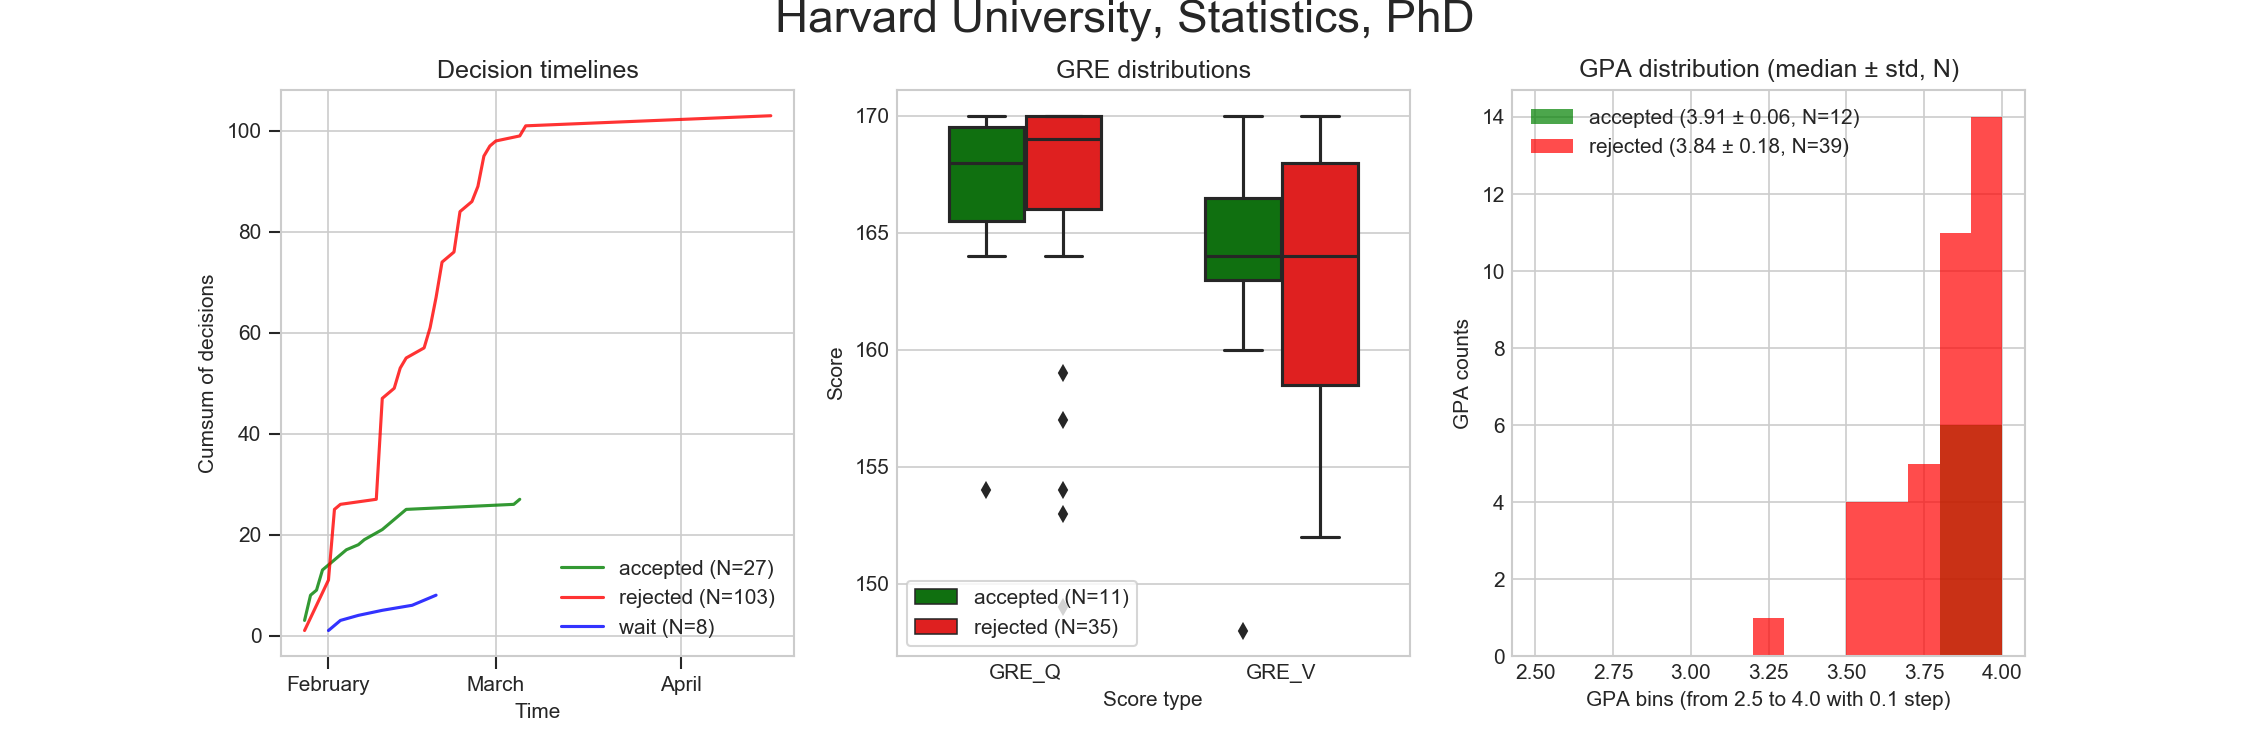 Harvard University, Statistics, PhD
Decision timelines
100
80
60
40
20
0
Cumsum of decisions
accepted (N=27)
rejected (N=103)
wait (N=8)
February March April
Time
GRE distributions
170
165
160
155
150
Score
accepted (N=11)
rejected (N=35)
GRE_Q GRE_V
Score type
GPA distribution (median ± std, N)
accepted (3.91 ± 0.06, N=12)
rejected (3.84 ± 0.18, N=39)
14
12
10
8
6
4
2
0
GPA counts
2.50 2.75 3.00 3.25 3.50 3.75 4.00
GPA bins (from 2.5 to 4.0 with 0.1 step)